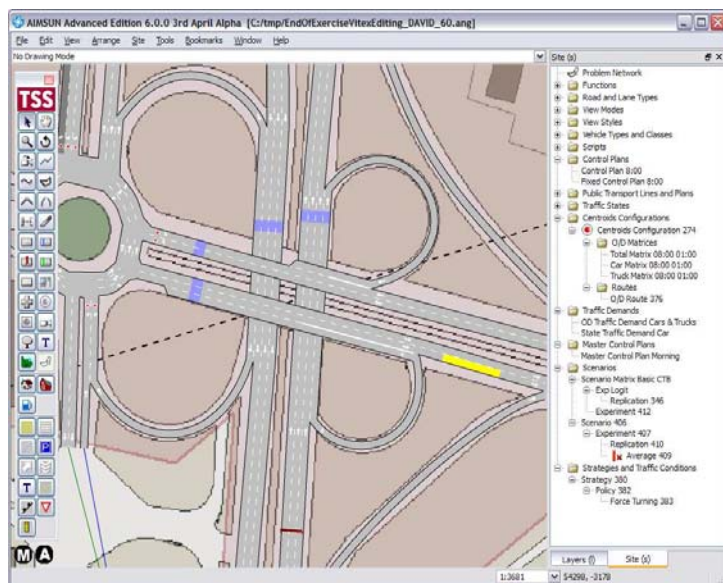 AIMSUN Advanced Edition 6.0.0 3rd April Alpha [C:/tmp/EndOfExerciseVitexEditing_DAVID_60.ang]
File Edit View Arrange Site Tools Bookmarks Window Help
No Drawing Mode
TSS
T
P
T
M A
1:3681
54298, -3178
Site (s)
Problem Network
Functions
Road and Lane Types
View Modes
View Styles
Vehicle Types and Classes
Scripts
Control Plans
Control Plan 8:00
Fixed Control Plan 8:00
Public Transport Lines and Plans
Traffic States
Centroids Configurations
Centroids Configuration 274
O/D Matrices
Total Matrix 08:00 01:00
Car Matrix 08:00 01:00
Truck Matrix 08:00 01:00
Routes
O/D Route 376
Traffic Demands
OD Traffic Demand Cars & Trucks
State Traffic Demand Car
Master Control Plans
Master Control Plan Morning
Scenarios
Scenario Matrix Basic CTB
Exp Logit
Replication 346
Experiment 412
Scenario 406
Experiment 407
Replication 410
Average 409
Strategies and Traffic Conditions
Strategy 380
Policy 382
Force Turning 383
Layers (l) Site (s)